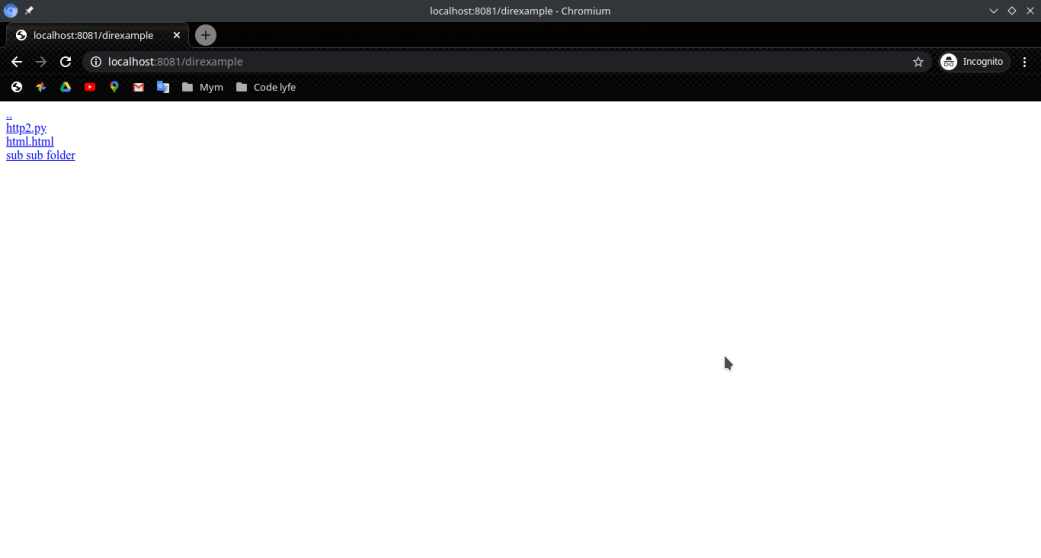 localhost:8081/direxample - Chromium
localhost:8081/direxample
localhost:8081/direxample
Incognito
Mym
Code lyfe
..
http2.py
html.html
sub sub folder